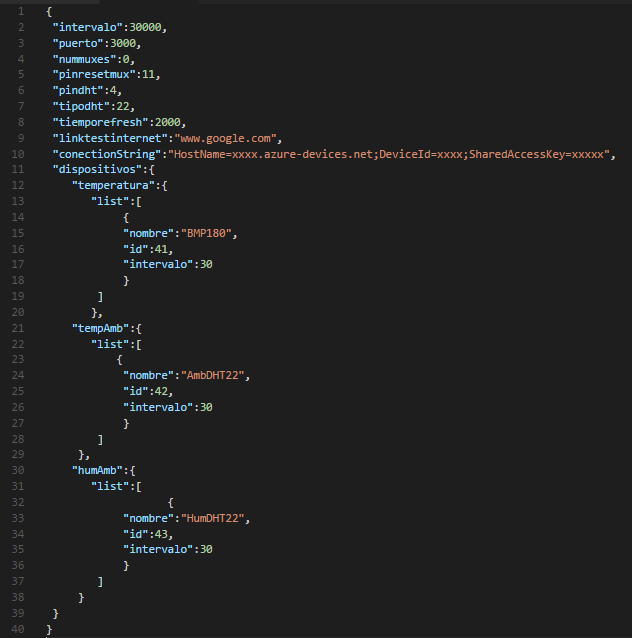 1 {
2 "intervalo":30000,
3 "puerto":3000,
4 "nummuxes":0,
5 "pinresetmux":11,
6 "pindht":4,
7 "tipodht":22,
8 "tiemporefresh":2000,
9 "linktestinternet":"www.google.com",
10 "conectionString":"HostName=xxxx.azure-devices.net;DeviceId=xxxx;SharedAccessKey=xxxxx",
11 "dispositivos":{
12 "temperatura":{
13 "list":[
14 {
15 "nombre":"BMP180",
16 "id":41,
17 "intervalo":30
18 }
19 ]
20 },
21 "tempAmb":{
22 "list":[
23 {
24 "nombre":"AmbDHT22",
25 "id":42,
26 "intervalo":30
27 }
28 ]
29 },
30 "humAmb":{
31 "list":[
32 {
33 "nombre":"HumDHT22",
34 "id":43,
35 "intervalo":30
36 }
37 ]
38 }
39 }
40 }